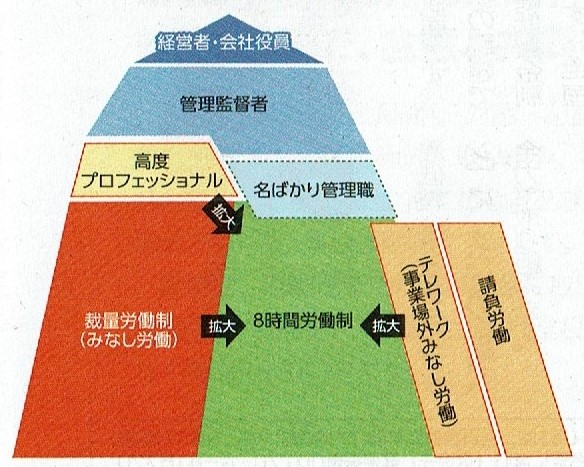 経営者・会社役員
管理監督者
高度
プロフェッショナル
名ばかり管理職
拡大
裁量労働制
(みなし労働)
拡大
8時間労働制
拡大
テレワーク
(事業場外みなし労働)
請負労働